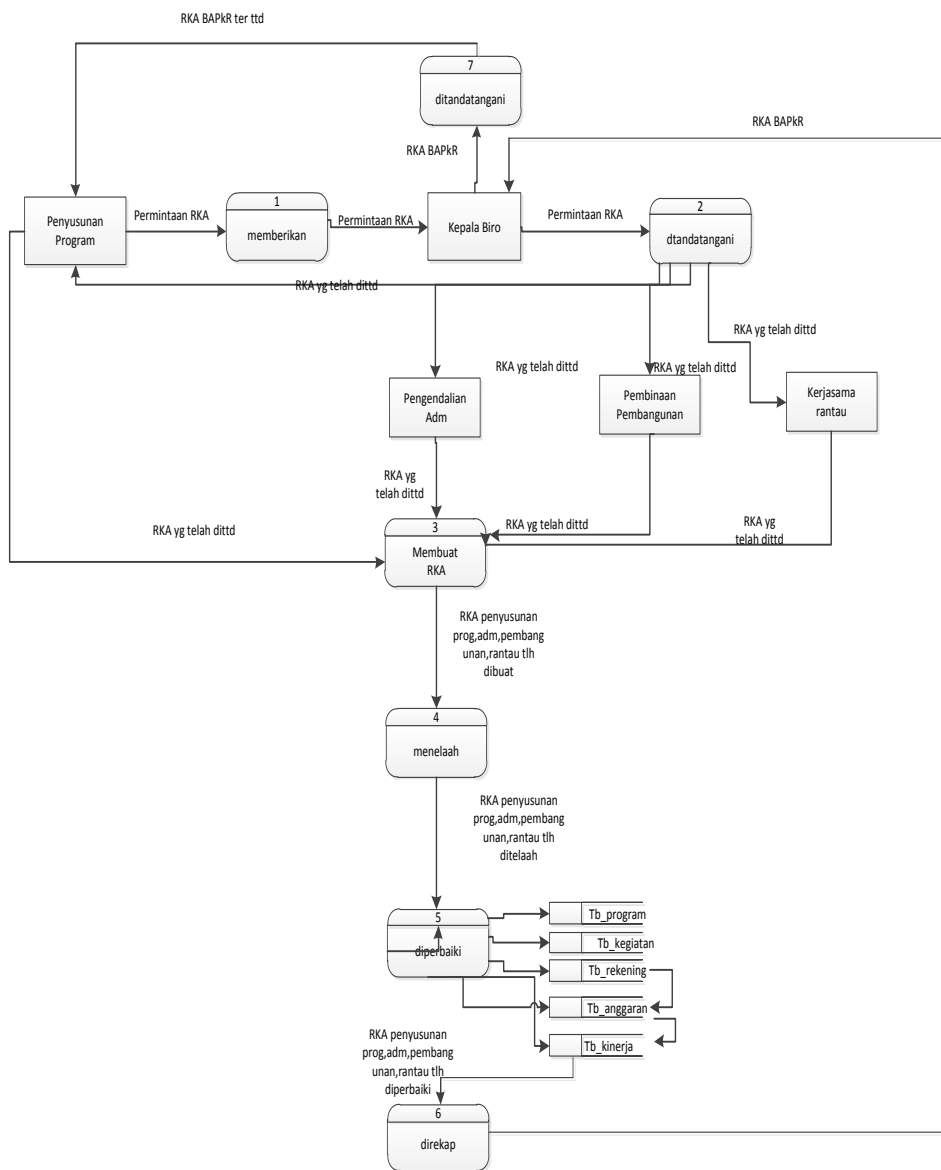 RKA BAPkR ter ttd
7
ditandatangani
RKA BAPkR
RKA BAPkR
Penyusunan
Program
Permintaan RKA
1
memberikan
Permintaan RKA
Kepala Biro
Permintaan RKA
2
dtandatangani
RKA yg telah dittd
RKA yg telah dittd
RKA yg telah dittd
RKA yg telah dittd
Pengendalian
Adm
Pembinaan
Pembangunan
Kerjasama
rantau
RKA yg
telah dittd
RKA yg telah dittd
RKA yg telah dittd
RKA yg
telah dittd
3
Membuat
RKA
RKA penyusunan
prog,adm,pembang
unan,rantau tlh
dibuat
4
menelaah
RKA penyusunan
prog,adm,pembang
unan,rantau tlh
ditelaah
5
diperbaiki
Tb_program
Tb_kegiatan
Tb_rekening
Tb_anggaran
Tb_kinerja
RKA penyusunan
prog,adm,pembang
unan,rantau tlh
diperbaiki
6
direkap